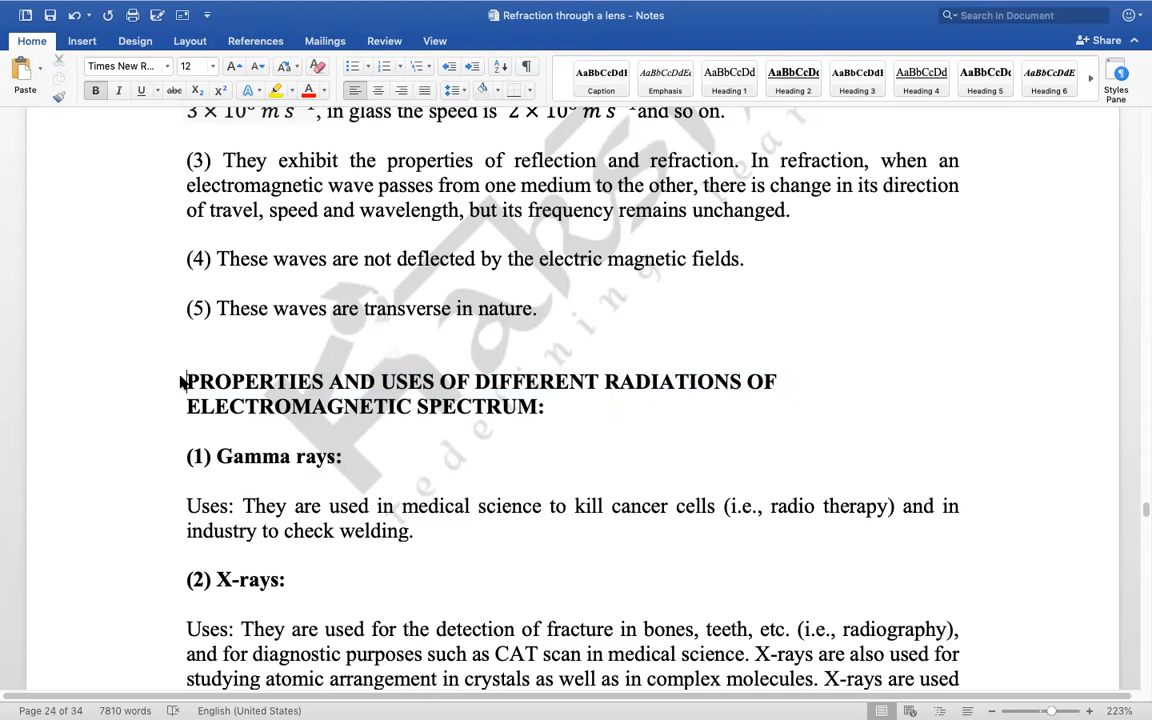 Refraction through a lens - Notes
Search in Document
Home Insert Design Layout References Mailings Review View
Share
Times New R... 12
Paste
AaBbCcDdI AaBbCcDdEe AaBbCcDd AaBbCcDc AaBbCcDdI AaBbCcDd AaBbCcDc AaBbCcDdE
Caption Emphasis Heading 1 Heading 2 Heading 3 Heading 4 Heading 5 Heading 6
Styles
Pane
3 × 10⁸ m s⁻¹, in glass the speed is 2 × 10⁸ m s⁻¹ and so on.
(3) They exhibit the properties of reflection and refraction. In refraction, when an
electromagnetic wave passes from one medium to the other, there is change in its direction
of travel, speed and wavelength, but its frequency remains unchanged.
(4) These waves are not deflected by the electric magnetic fields.
(5) These waves are transverse in nature.
PROPERTIES AND USES OF DIFFERENT RADIATIONS OF
ELECTROMAGNETIC SPECTRUM:
(1) Gamma rays:
Uses: They are used in medical science to kill cancer cells (i.e., radio therapy) and in
industry to check welding.
(2) X-rays:
Uses: They are used for the detection of fracture in bones, teeth, etc. (i.e., radiography),
and for diagnostic purposes such as CAT scan in medical science. X-rays are also used for
studying atomic arrangement in crystals as well as in complex molecules. X-rays are used
Page 24 of 34 7810 words English (United States) 223%